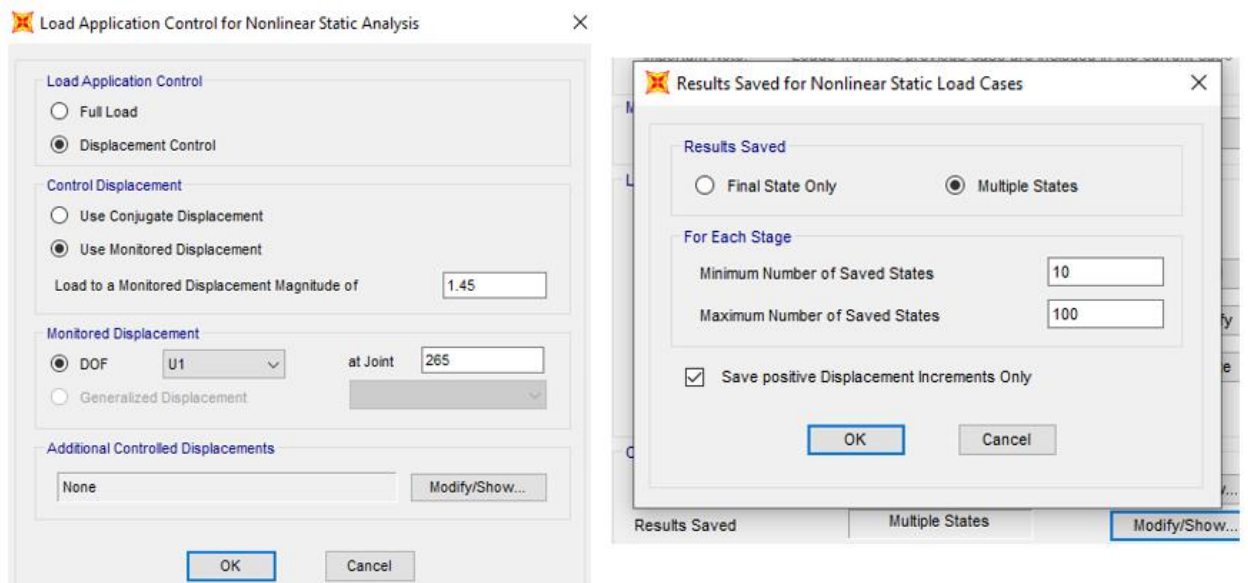 Load Application Control for Nonlinear Static Analysis
Load Application Control
Full Load
Displacement Control
Control Displacement
Use Conjugate Displacement
Use Monitored Displacement
Load to a Monitored Displacement Magnitude of 1.45
Monitored Displacement
DOF U1 at Joint 265
Generalized Displacement
Additional Controlled Displacements
None Modify/Show...
OK Cancel
Results Saved for Nonlinear Static Load Cases
Results Saved
Final State Only Multiple States
For Each Stage
Minimum Number of Saved States 10
Maximum Number of Saved States 100
Save positive Displacement Increments Only
OK Cancel
Results Saved Multiple States Modify/Show...